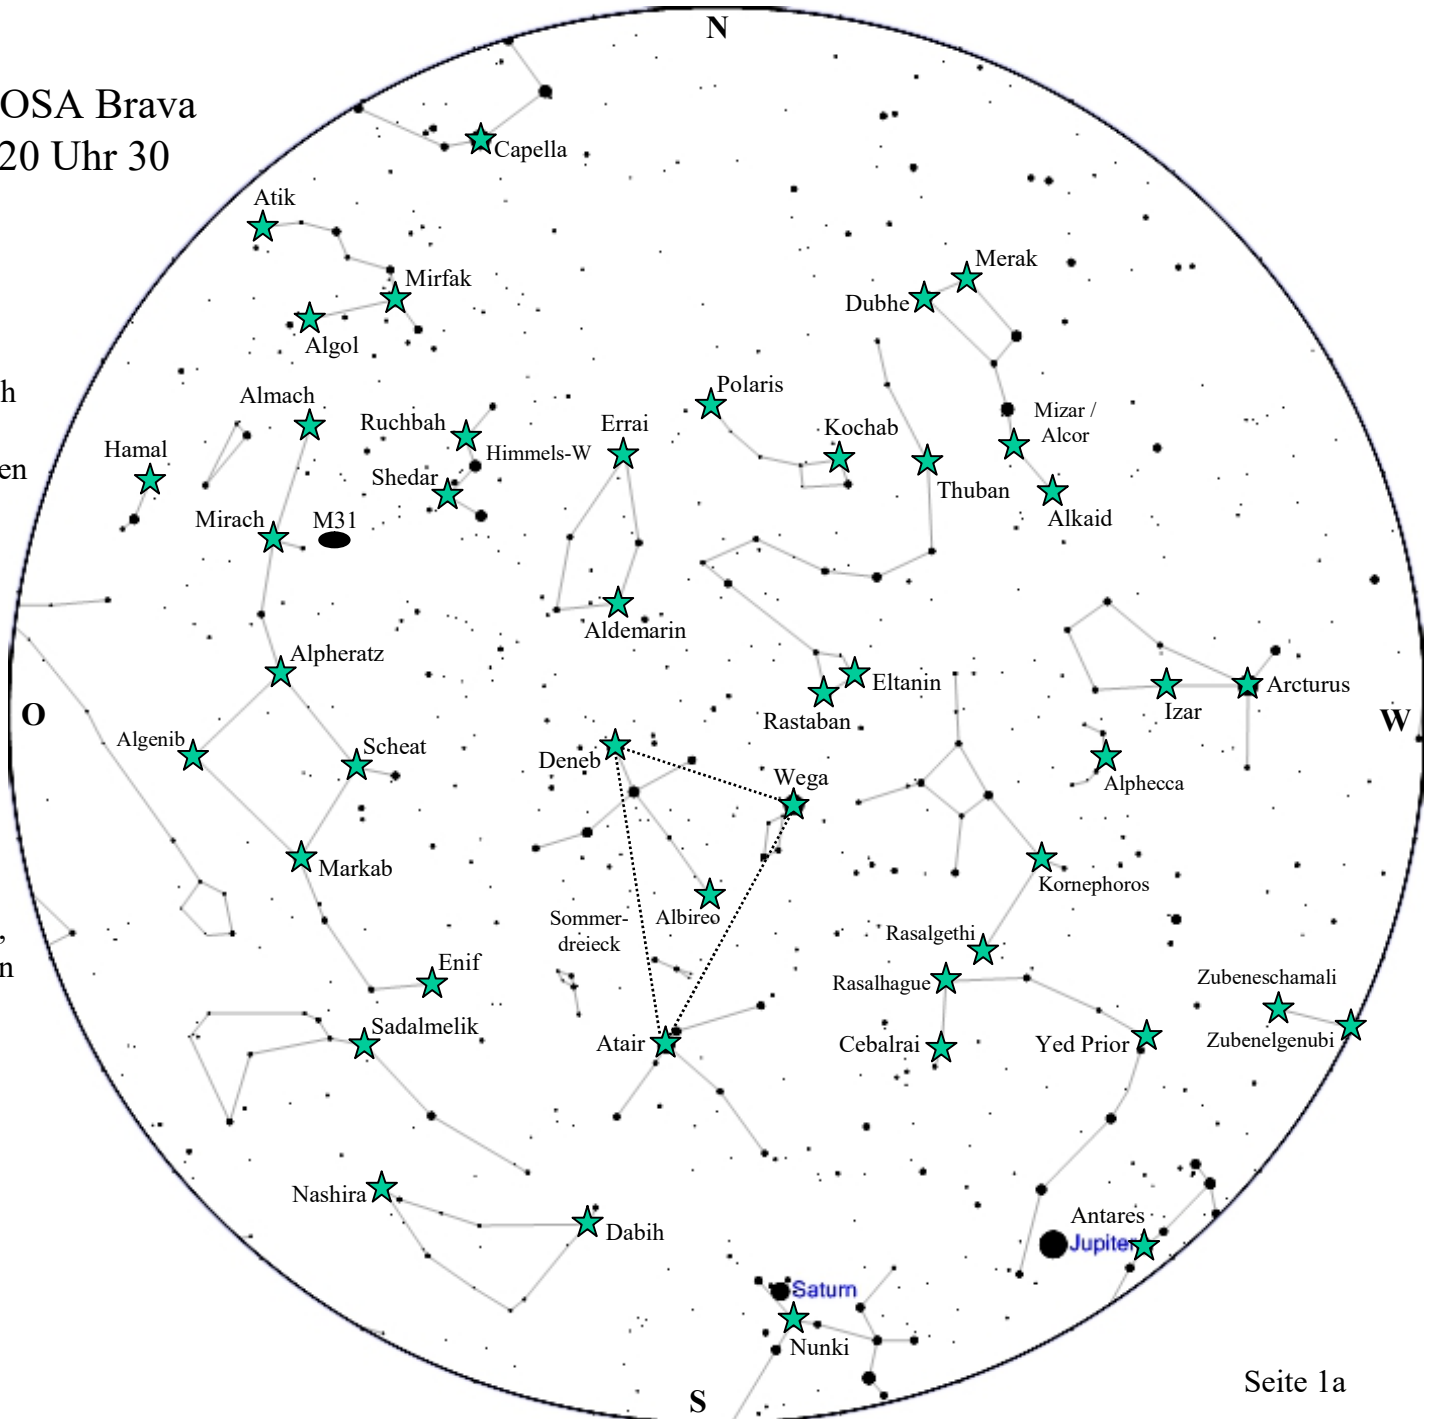 N
OSA Brava
20 Uhr 30
Capella
Atik
Mirfak
Algol
Merak
Dubhe
h
Almach
Polaris
Ruchbah
Errai
Kochab
Mizar /
Alcor
Hamal
Himmels-W
en
Shedar
Thuban
Mirach
M31
Alkaid
Aldemarin
Alpheratz
Eltanin
Arcturus
O
Rastaban
Izar
W
Algenib
Scheat
Deneb
Wega
Alphecca
Markab
Kornephoros
Sommer-
dreieck
Albireo
,
Rasalgethi
n
Enif
Rasalhague
Zubeneschamali
Sadalmelik
Atair
Cebalrai
Yed Prior
Zubenelgenubi
Nashira
Dabih
Antares
Jupiter
Saturn
Nunki
Seite 1a
S